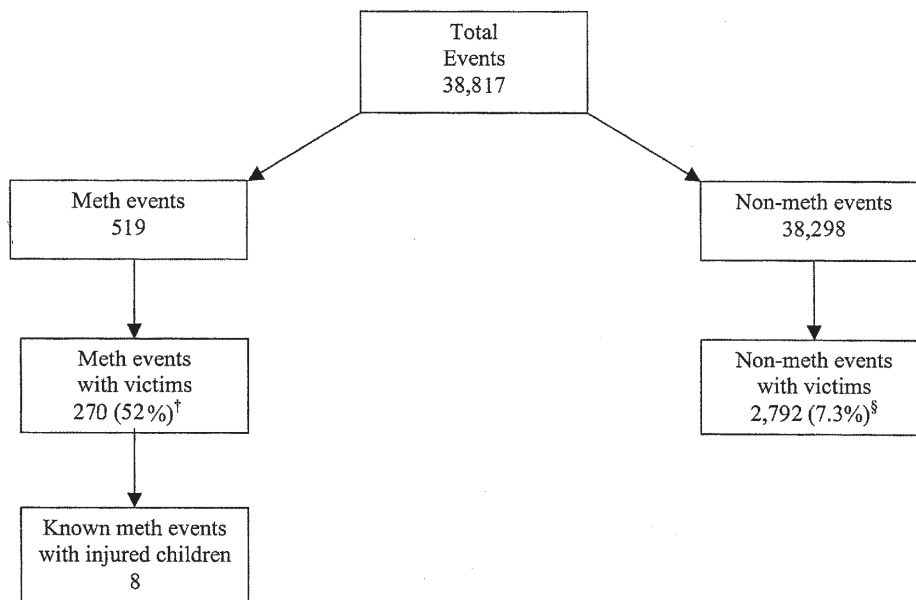 Total
Events
38,817
Meth events
519
Non-meth events
38,298
Meth events
with victims
270 (52%)†
Non-meth events
with victims
2,792 (7.3%)§
Known meth events
with injured children
8